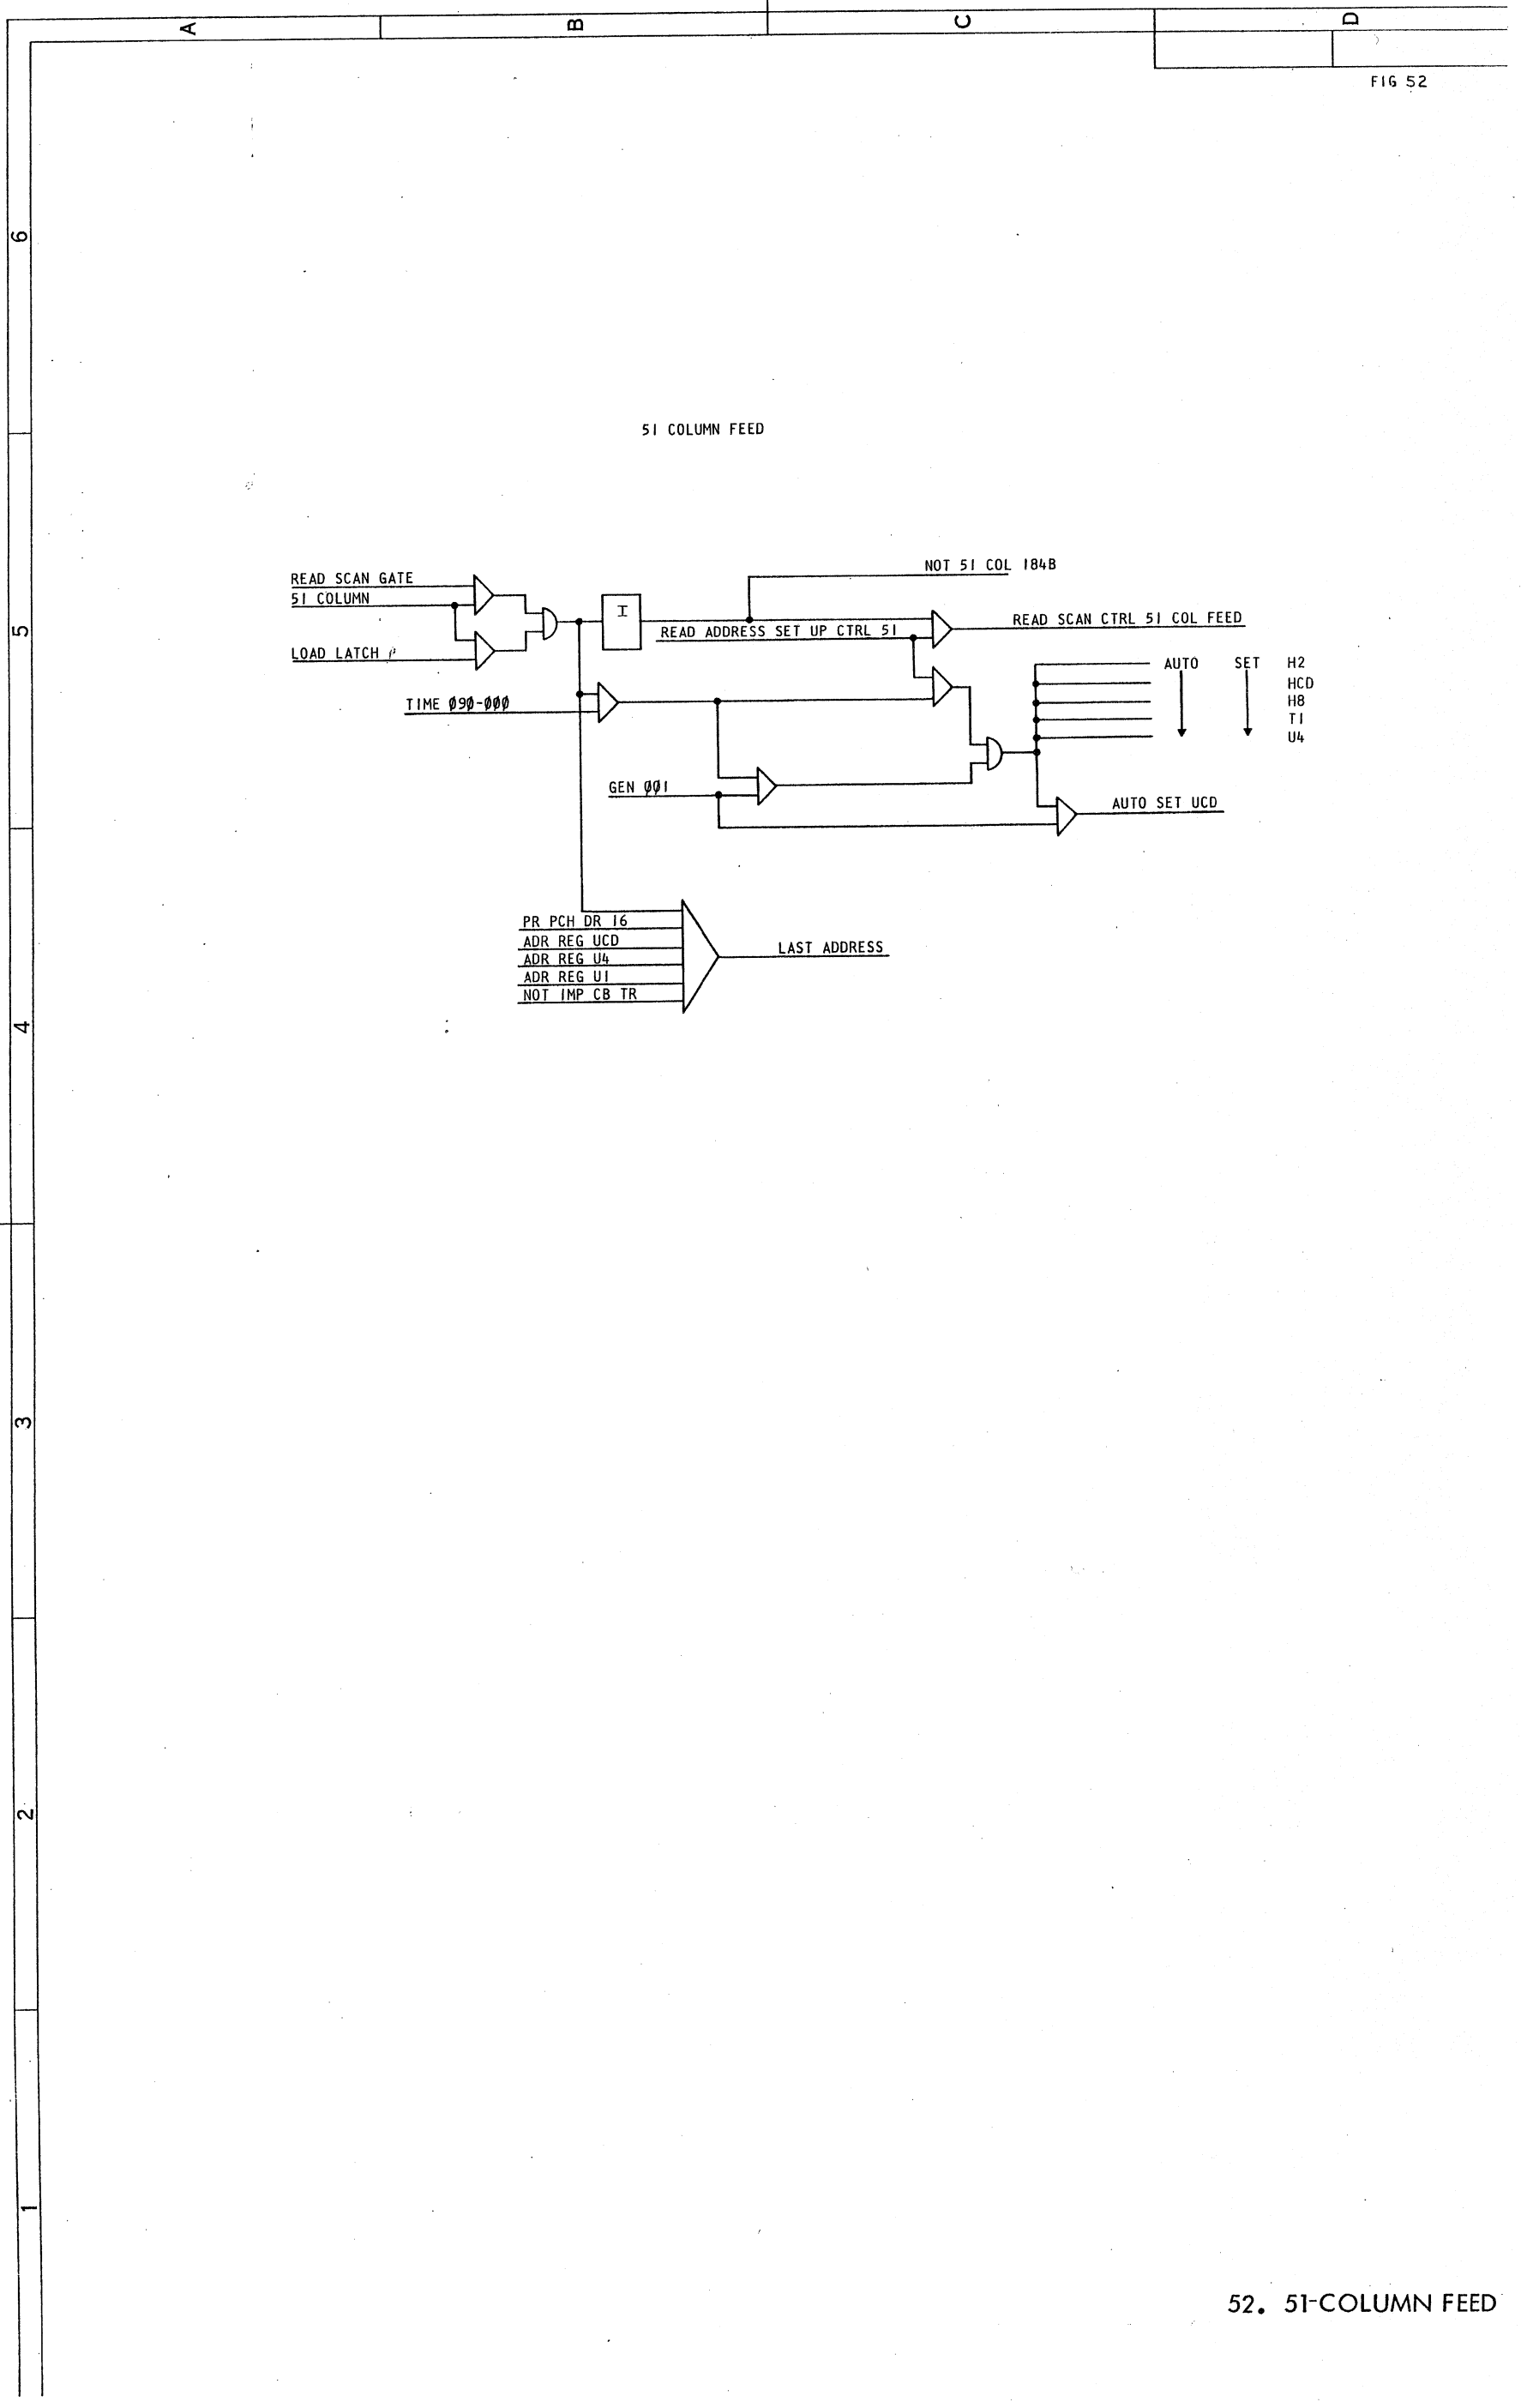 A B C D
FIG 52
6
51 COLUMN FEED
NOT 51 COL 184B
READ SCAN GATE
51 COLUMN
READ SCAN CTRL 51 COL FEED
5
I
READ ADDRESS SET UP CTRL 51
LOAD LATCH
AUTO SET H2
HCD
H8
T1
U4
TIME 090-000
GEN 001
AUTO SET UCD
PR PCH DR 16
ADR REG UCD
LAST ADDRESS
ADR REG U4
ADR REG U1
NOT IMP CB TR
4
3
2
1
52. 51-COLUMN FEED